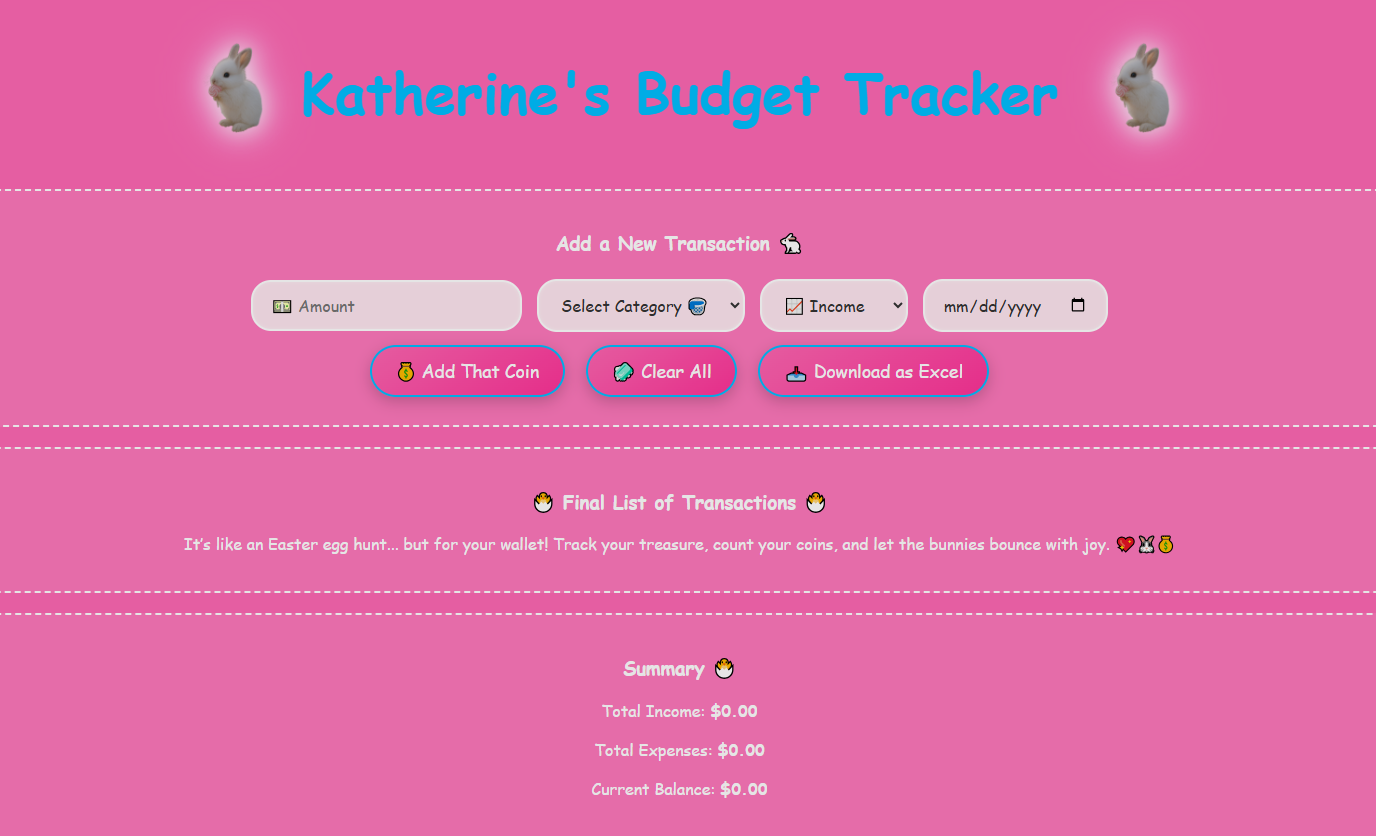 Katherine's Budget Tracker
Add a New Transaction 🐇
💵 Amount
Select Category 🪣
📈 Income
mm/dd/yyyy
💰 Add That Coin
🧼 Clear All
📥 Download as Excel
🐣 Final List of Transactions 🐣
It’s like an Easter egg hunt... but for your wallet! Track your treasure, count your coins, and let the bunnies bounce with joy. 💖🐰💰
Summary 🐣
Total Income: $0.00
Total Expenses: $0.00
Current Balance: $0.00